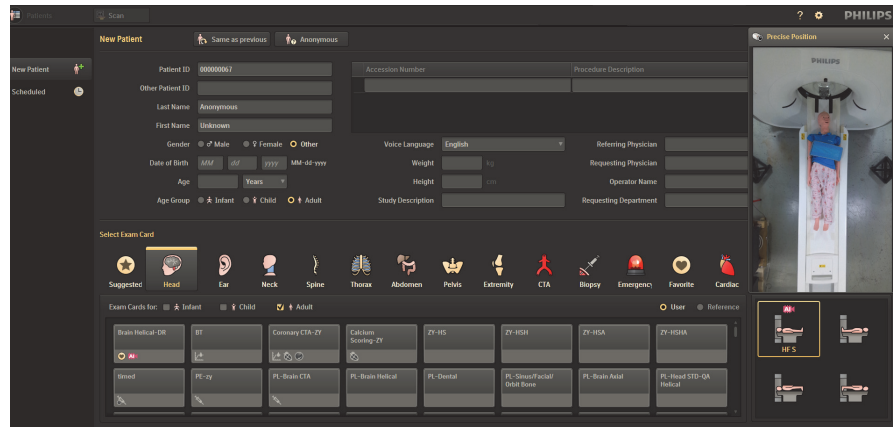 Patients Scan ? PHILIPS
New Patient Same as previous Anonymous Precise Position ×
PHILIPS
New Patient
Scheduled
Patient ID 000000067 Accession Number Procedure Description
Other Patient ID
Last Name Anonymous
First Name Unknown
Gender Male Female Other Voice Language English Referring Physician
Date of Birth MM dd yyyy MM-dd-yyyy Weight kg Requesting Physician
Age Years Height cm Operator Name
Age Group Infant Child Adult Study Description Requesting Department
Select Exam Card
Suggested Head Ear Neck Spine Thorax Abdomen Pelvis Extremity CTA Biopsy Emergency Favorite Cardiac
Exam Cards for: Infant Child Adult User Reference
Brain Helical-DR BT Coronary CTA-ZY Calcium Scoring-ZY ZY-HS ZY-HSH ZY-HSA ZY-HSHA
AI
timed PE-zy PL-Brain CTA PL-Brain Helical PL-Dental PL-Sinus/Facial/ Orbit Bone PL-Brain Axial PL-Head STD-QA Helical
AI
HFS